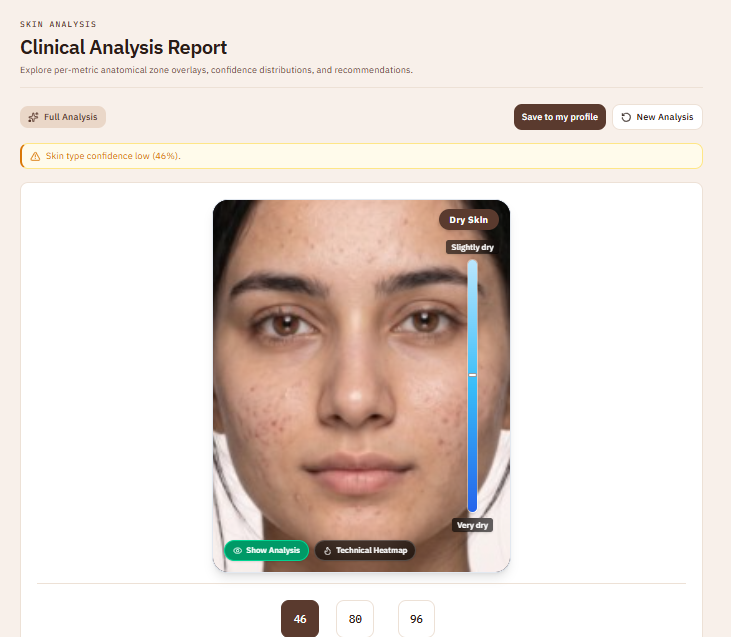 SKIN ANALYSIS
Clinical Analysis Report
Explore per-metric anatomical zone overlays, confidence distributions, and recommendations.
Full Analysis
Save to my profile
New Analysis
Skin type confidence low (46%).
Dry Skin
Slightly dry
Very dry
Show Analysis
Technical Heatmap
46
80
96